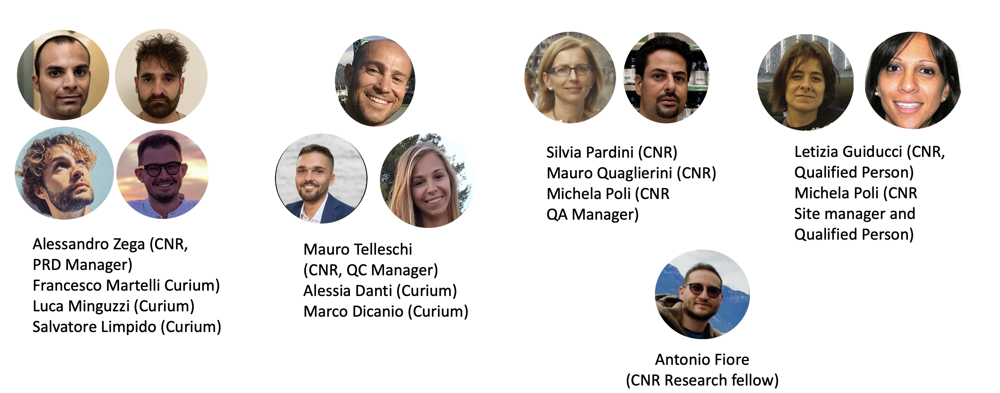 Alessandro Zega (CNR,
PRD Manager)
Francesco Martelli Curium)
Luca Minguzzi (Curium)
Salvatore Limpido (Curium)
Mauro Telleschi
(CNR, QC Manager)
Alessia Danti (Curium)
Marco Dicanio (Curium)
Silvia Pardini (CNR)
Mauro Quaglierini (CNR)
Michela Poli (CNR
QA Manager)
Letizia Guiducci (CNR,
Qualified Person)
Michela Poli (CNR
Site manager and
Qualified Person)
Antonio Fiore
(CNR Research fellow)